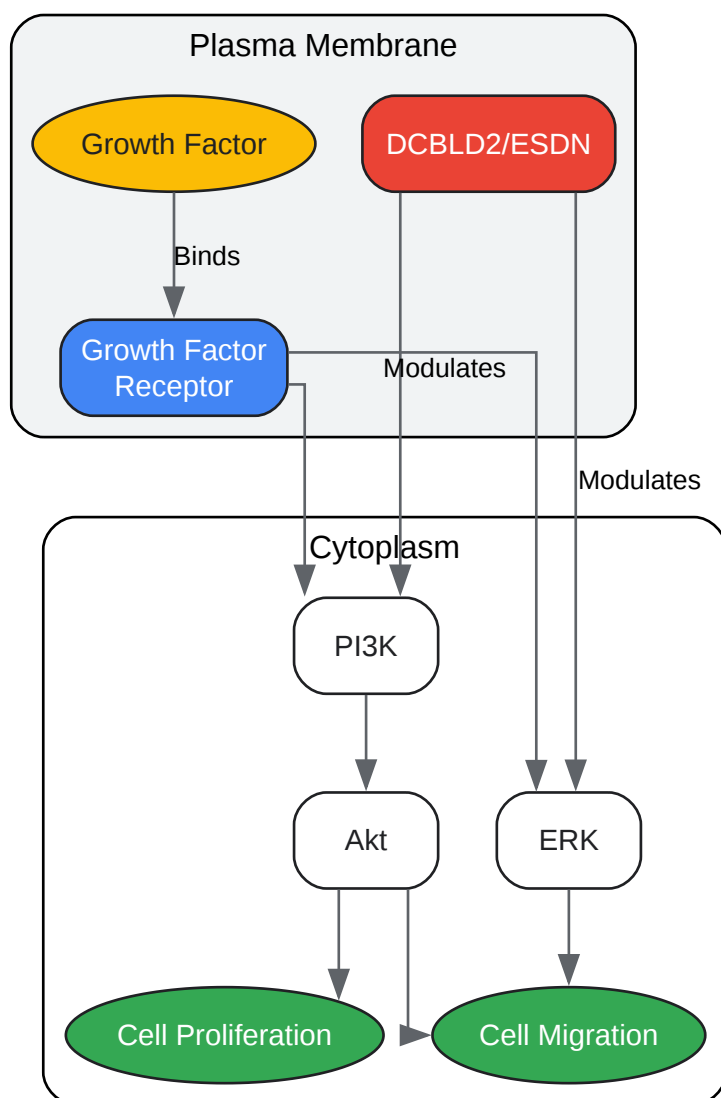 Plasma Membrane
Growth Factor
DCBLD2/ESDN
Binds
Growth Factor
Receptor
Modulates
Modulates
Cytoplasm
PI3K
Akt
ERK
Cell Proliferation
Cell Migration